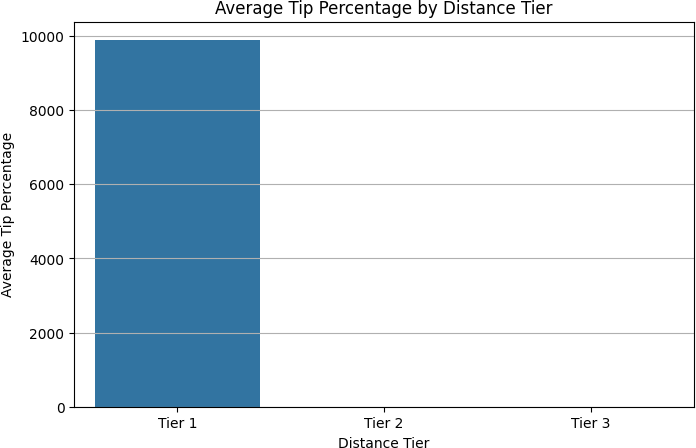 Average Tip Percentage by Distance Tier
Average Tip Percentage
10000
8000
6000
4000
2000
0
Tier 1 Tier 2 Tier 3
Distance Tier